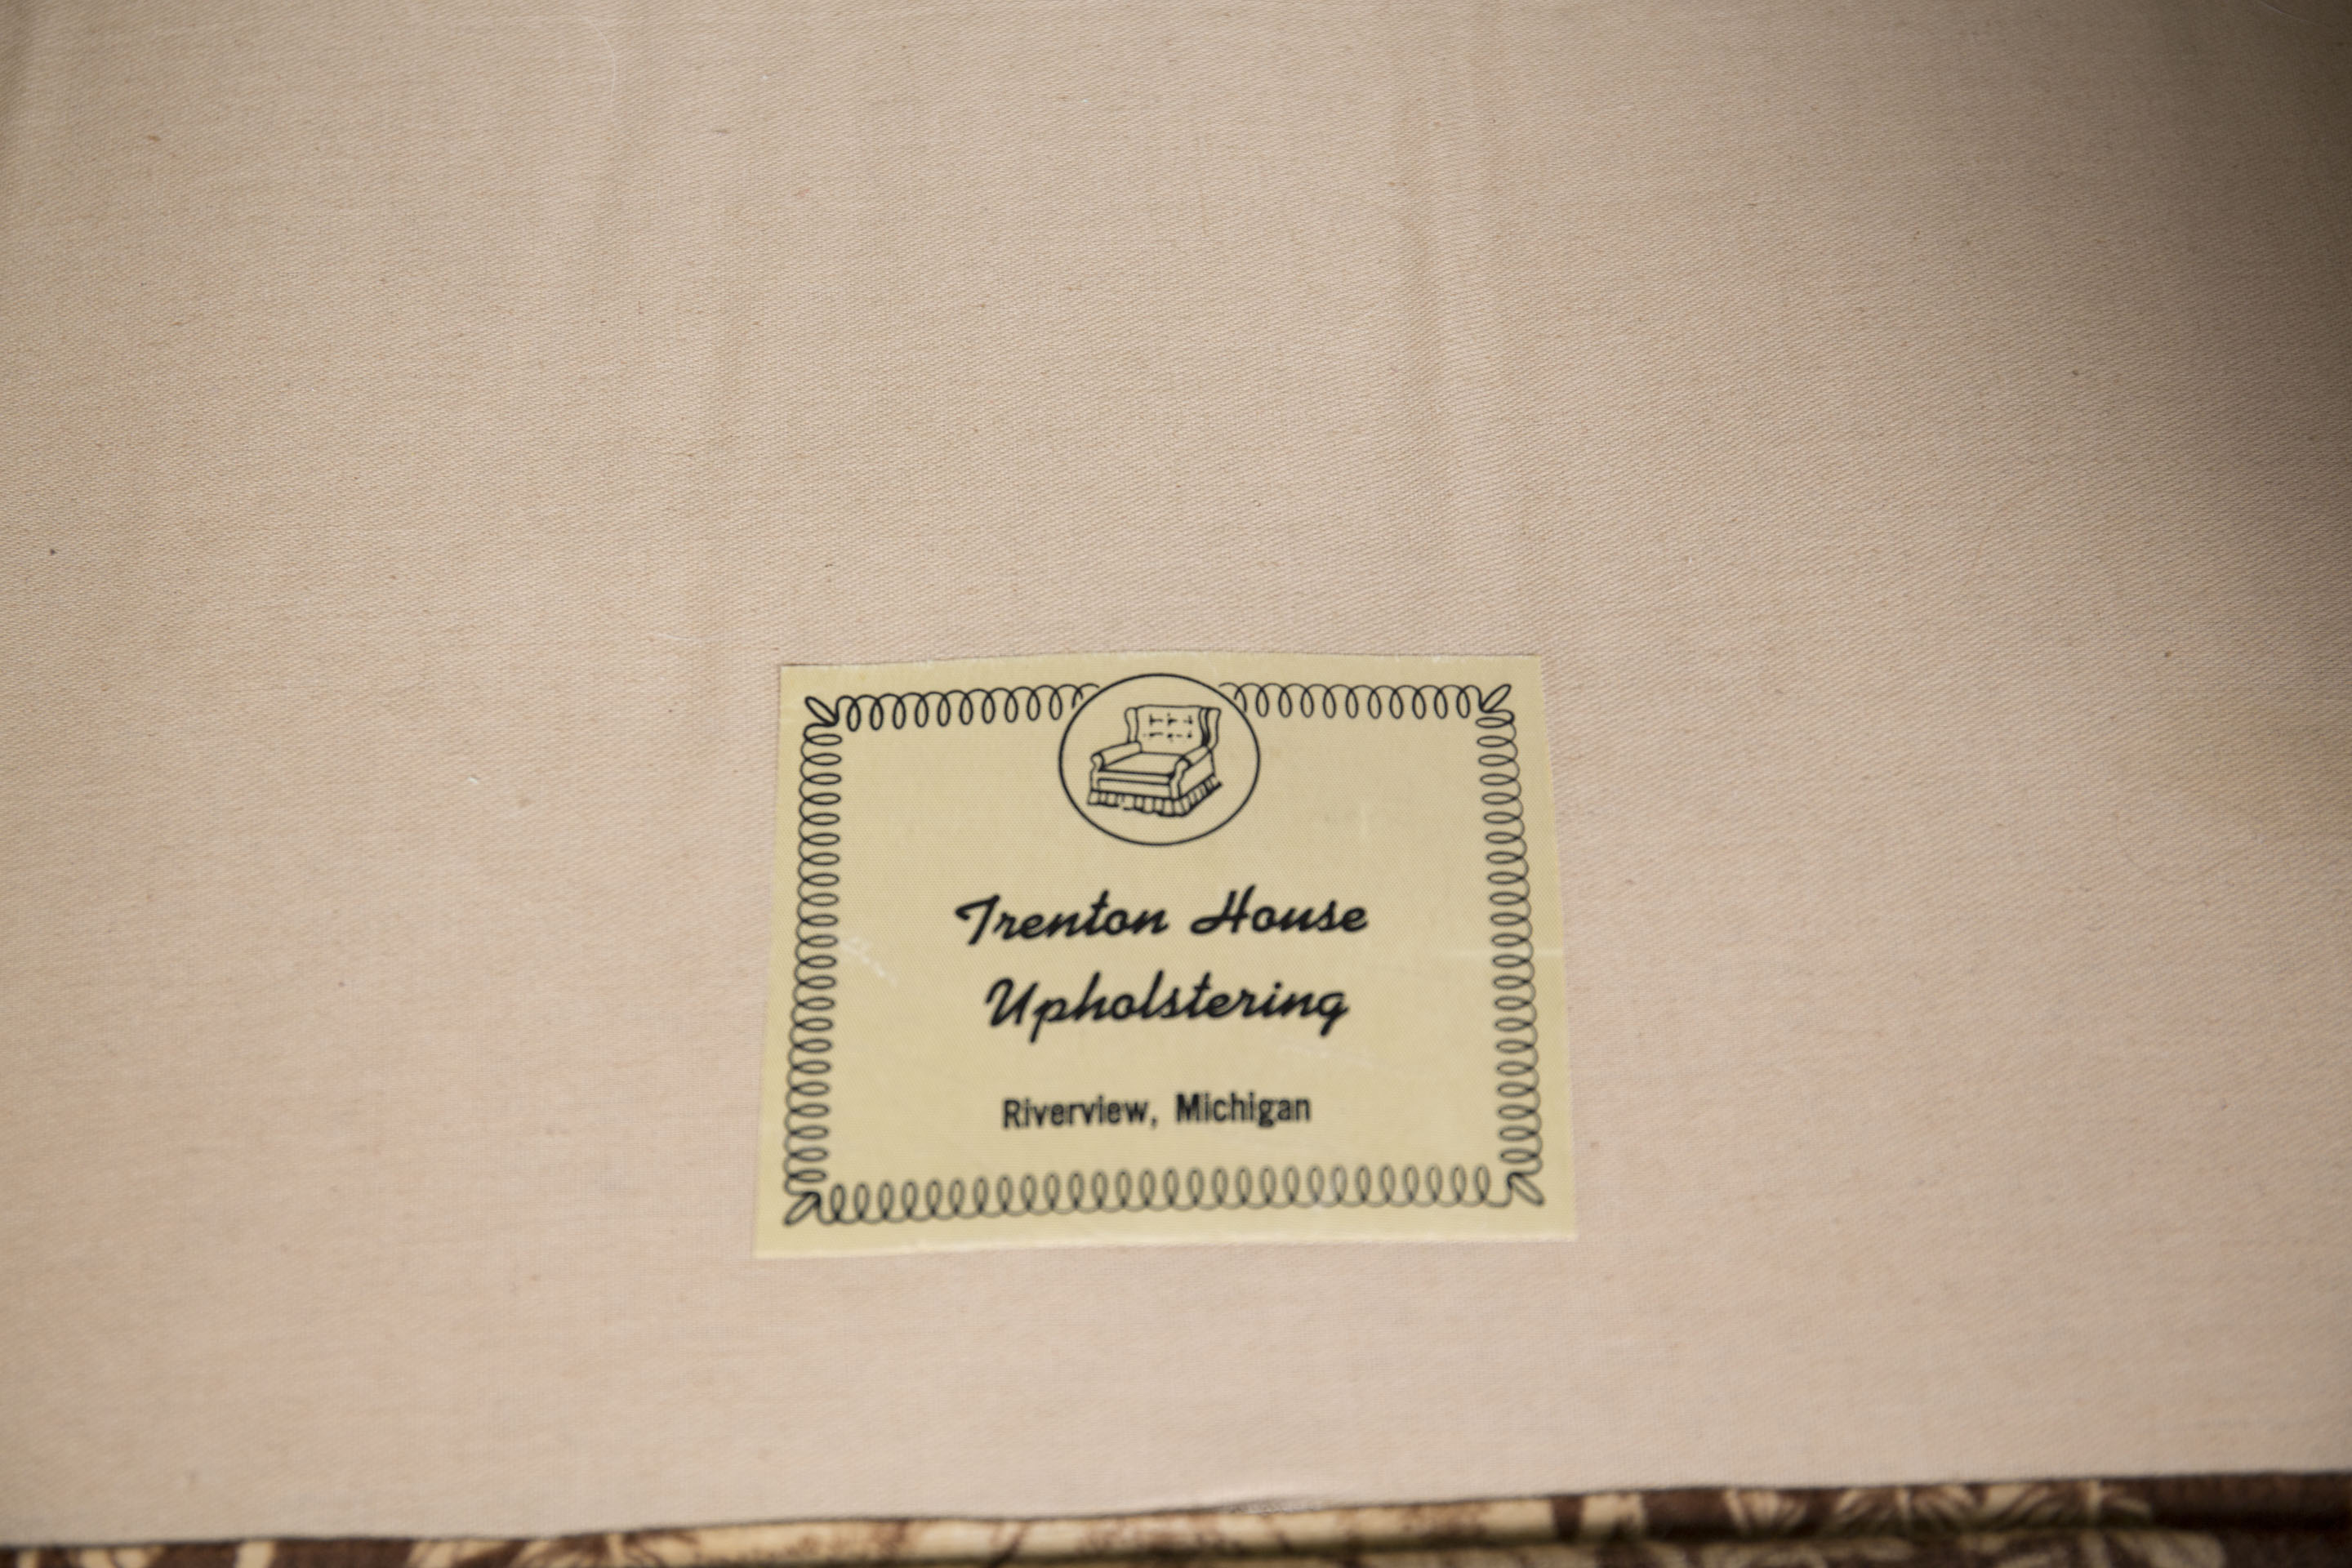 Trenton House
Upholstering
Riverview, Michigan